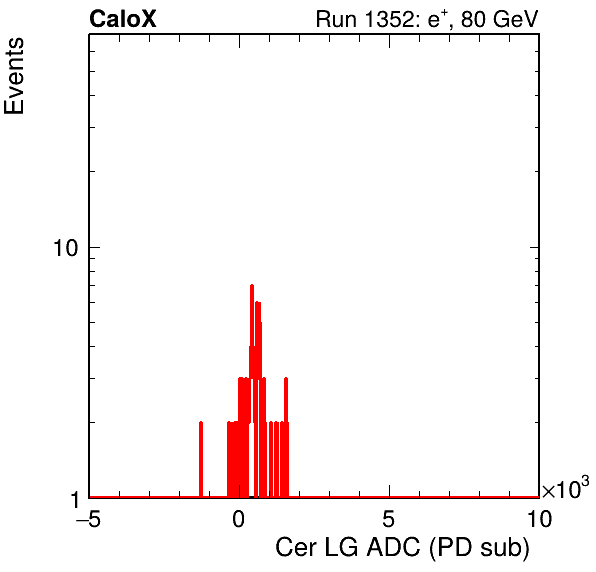 CaloX Run 1352: e⁺, 80 GeV
Events
10
1
−5 0 5 10
×10³
Cer LG ADC (PD sub)